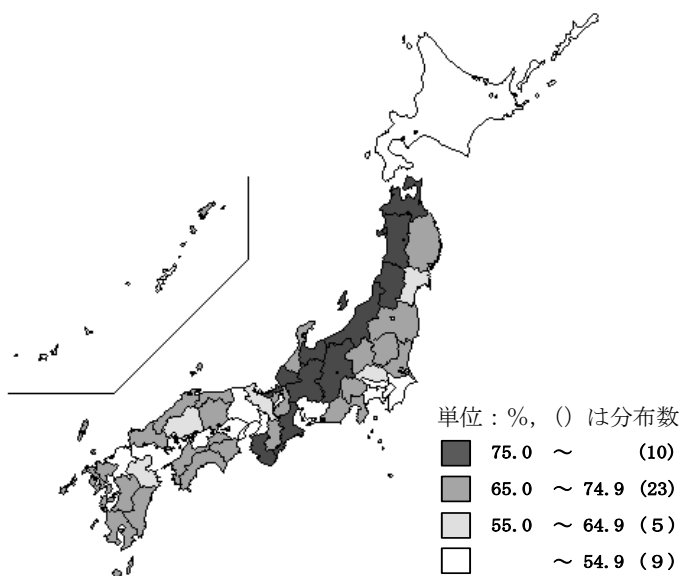 単位：%, () は分布数
75.0 ～ (10)
65.0 ～ 74.9 (23)
55.0 ～ 64.9 (5)
～ 54.9 (9)